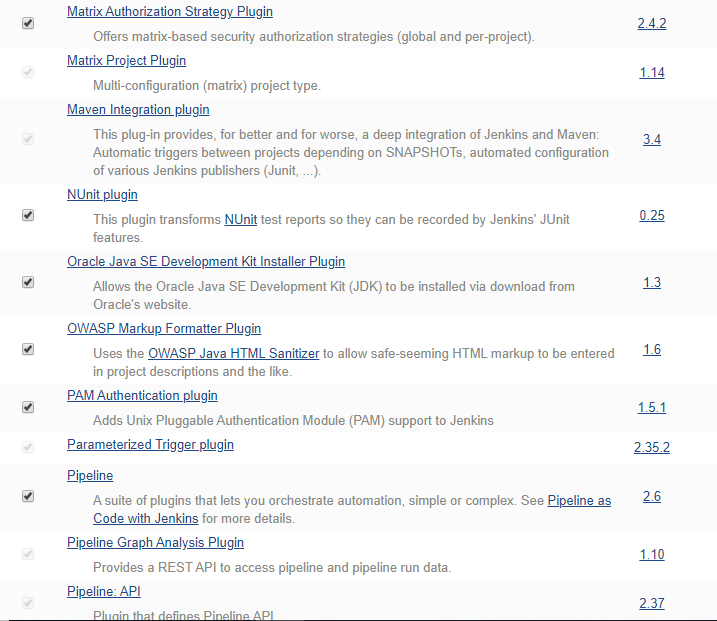 Matrix Authorization Strategy Plugin
2.4.2
Offers matrix-based security authorization strategies (global and per-project).
Matrix Project Plugin
1.14
Multi-configuration (matrix) project type.
Maven Integration plugin
This plug-in provides, for better and for worse, a deep integration of Jenkins and Maven:
3.4
Automatic triggers between projects depending on SNAPSHOTs, automated configuration
of various Jenkins publishers (Junit, ...).
NUnit plugin
This plugin transforms NUnit test reports so they can be recorded by Jenkins' JUnit
0.25
features.
Oracle Java SE Development Kit Installer Plugin
Allows the Oracle Java SE Development Kit (JDK) to be installed via download from
1.3
Oracle's website.
OWASP Markup Formatter Plugin
Uses the OWASP Java HTML Sanitizer to allow safe-seeming HTML markup to be entered
1.6
in project descriptions and the like.
PAM Authentication plugin
1.5.1
Adds Unix Pluggable Authentication Module (PAM) support to Jenkins
Parameterized Trigger plugin
2.35.2
Pipeline
A suite of plugins that lets you orchestrate automation, simple or complex. See Pipeline as
2.6
Code with Jenkins for more details.
Pipeline Graph Analysis Plugin
1.10
Provides a REST API to access pipeline and pipeline run data.
Pipeline: API
2.37
Plugin that defines Pipeline API